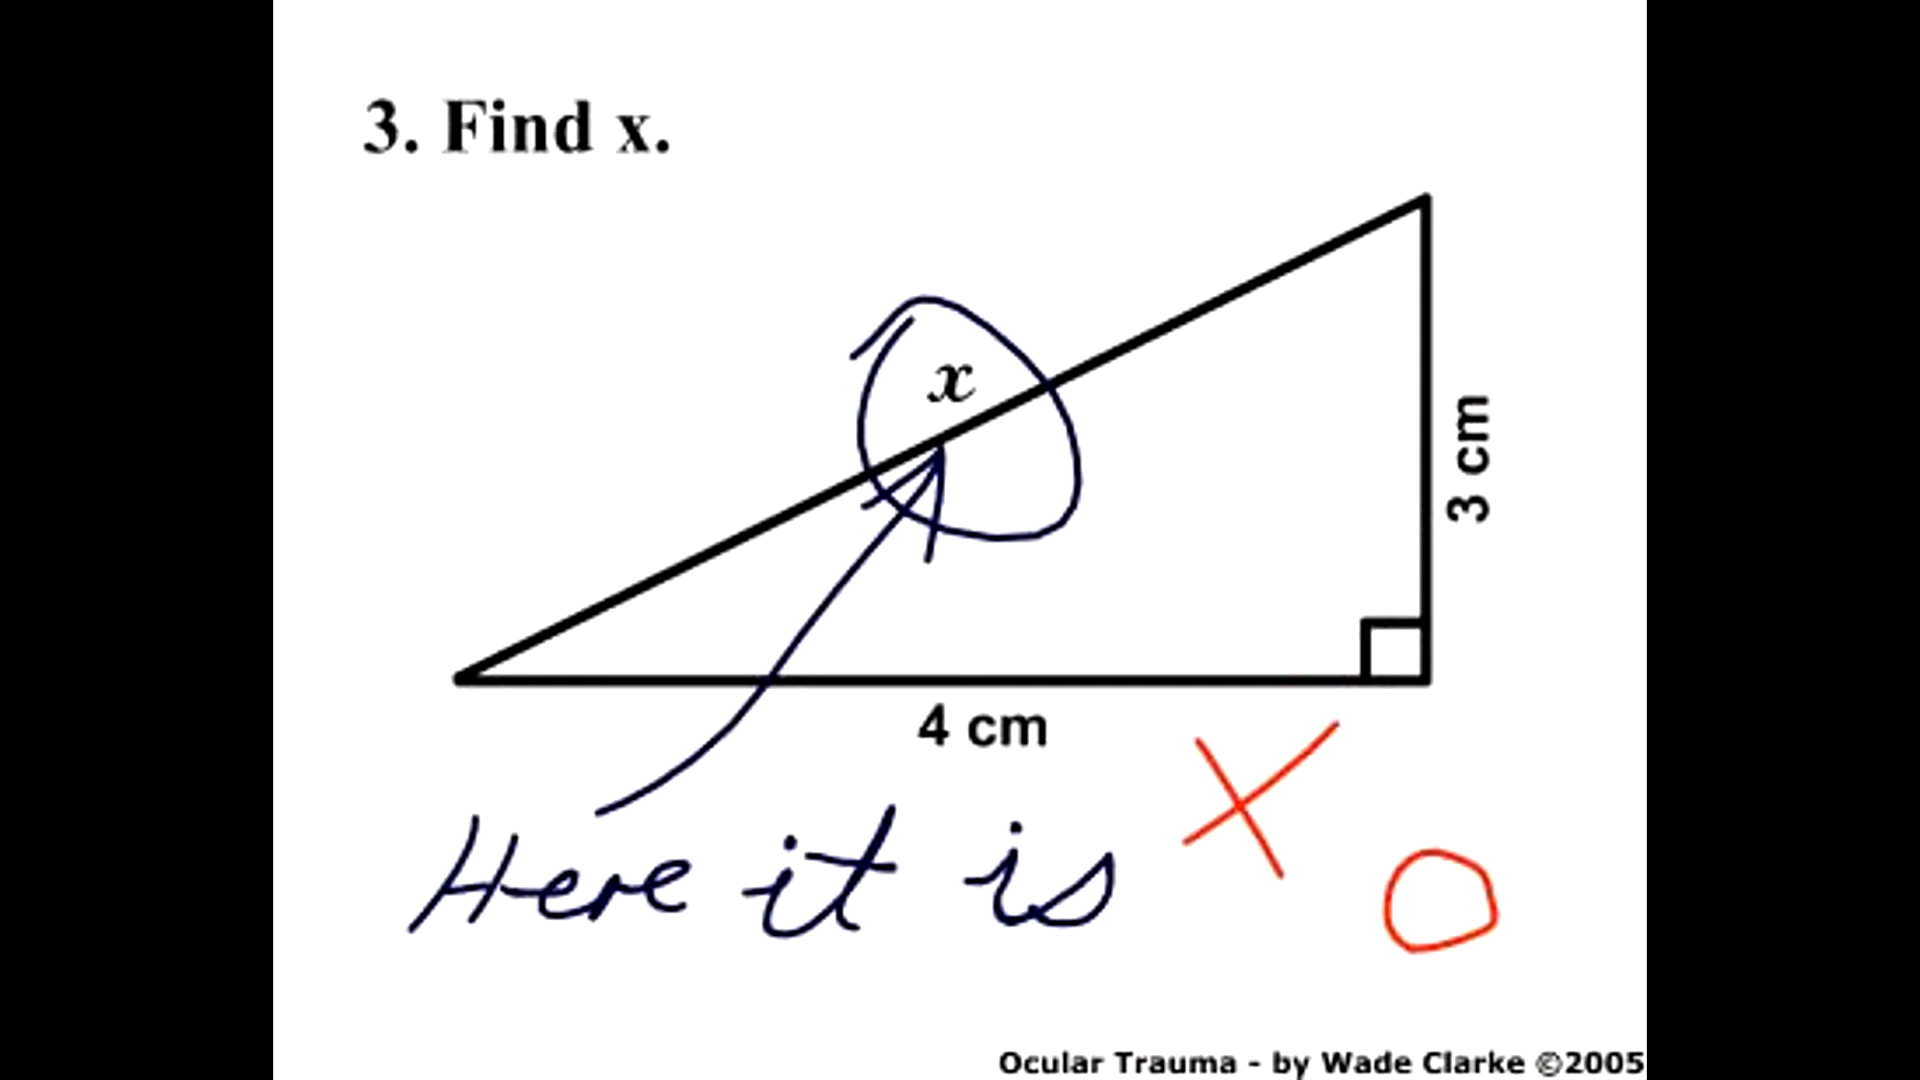 3. Find x.
x
3 cm
4 cm
Here it is
X
O
Ocular Trauma - by Wade Clarke ©2005